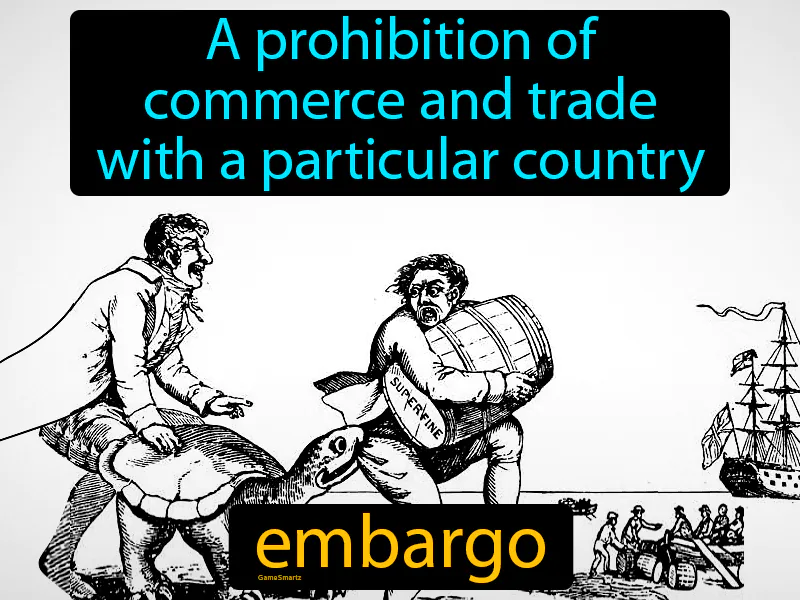 A prohibition of
commerce and trade
with a particular country
SUPERFINE
embargo
GameSmartz